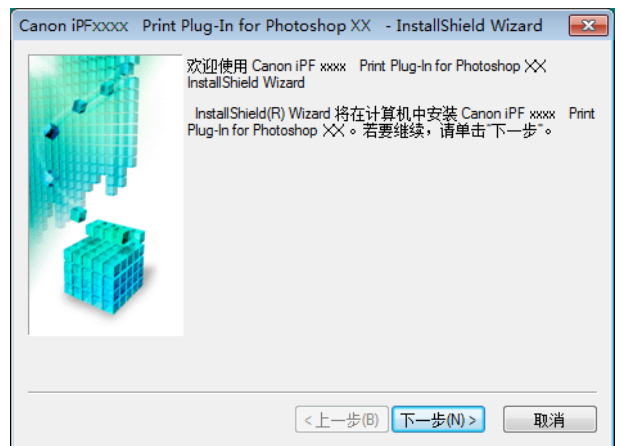 Canon iPFxxxx Print Plug-In for Photoshop XX - InstallShield Wizard
欢迎使用 Canon iPF xxxx Print Plug-In for Photoshop XX
InstallShield Wizard
InstallShield(R) Wizard 将在计算机中安装 Canon iPF xxxx Print
Plug-In for Photoshop XX。若要继续，请单击“下一步”。
<上一步(B)
下一步(N)>
取消